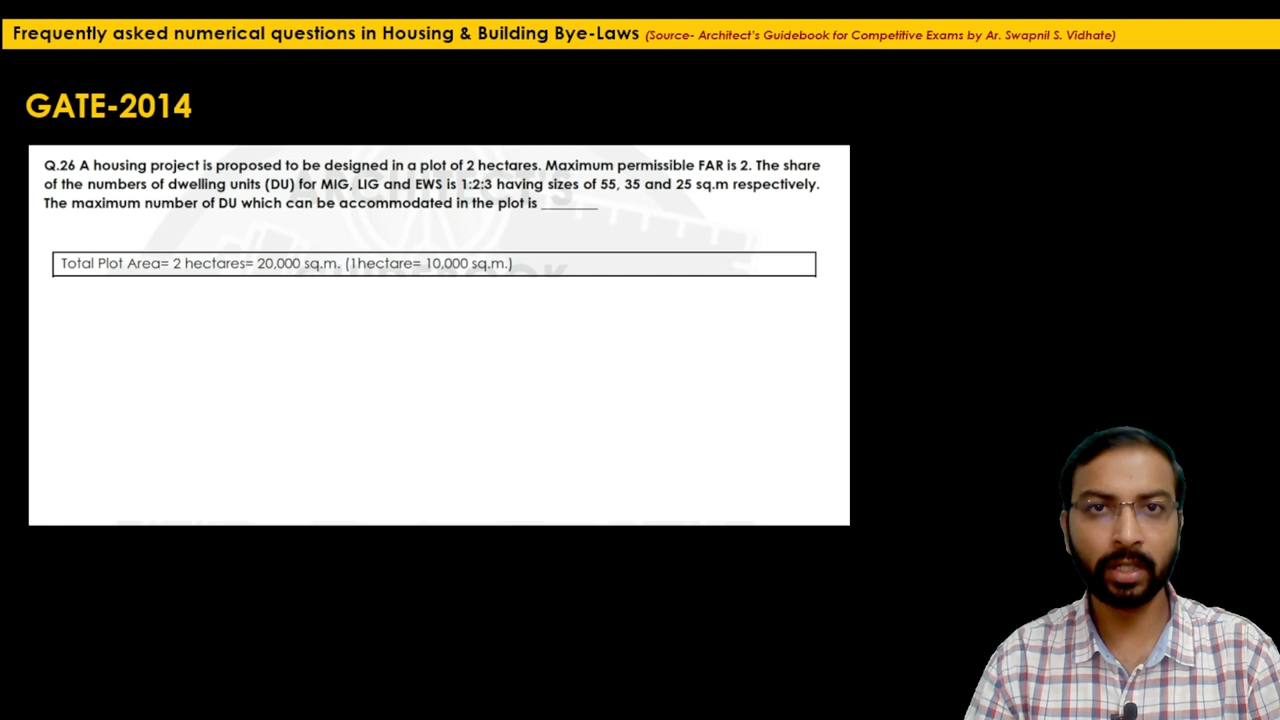 Frequently asked numerical questions in Housing & Building Bye-Laws (Source- Architect's Guidebook for Competitive Exams by Ar. Swapnil S. Vidhate)
GATE-2014
Q.26 A housing project is proposed to be designed in a plot of 2 hectares. Maximum permissible FAR is 2. The share
of the numbers of dwelling units (DU) for MIG, LIG and EWS is 1:2:3 having sizes of 55, 35 and 25 sq.m respectively.
The maximum number of DU which can be accommodated in the plot is ________
Total Plot Area= 2 hectares= 20,000 sq.m. (1hectare= 10,000 sq.m.)